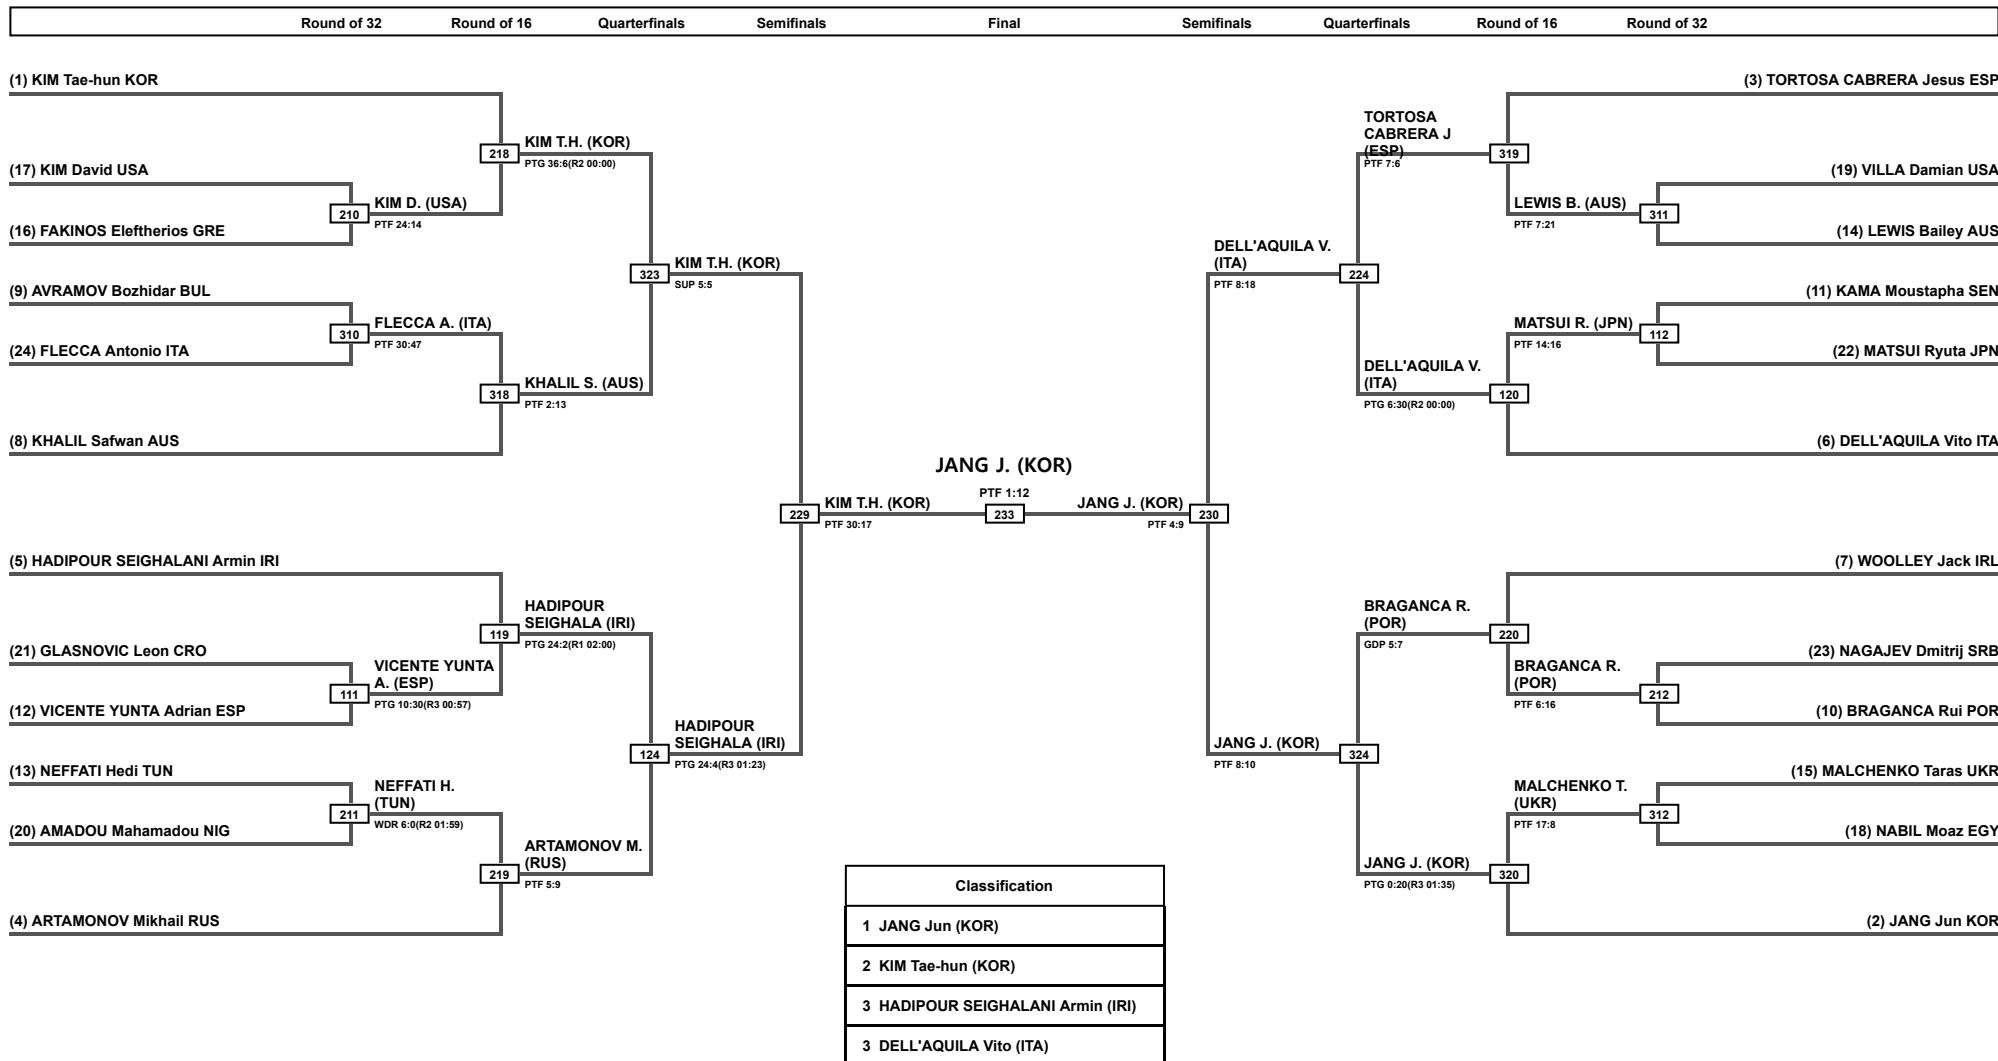 Round of 32 Round of 16 Quarterfinals Semifinals Final Semifinals Quarterfinals Round of 16 Round of 32
(1) KIM Tae-hun KOR
(17) KIM David USA
(16) FAKINOS Eleftherios GRE
(9) AVRAMOV Bozhidar BUL
(24) FLECCA Antonio ITA
(8) KHALIL Safwan AUS
(5) HADIPOUR SEIGHALANI Armin IRI
(21) GLASNOVIC Leon CRO
(12) VICENTE YUNTA Adrian ESP
(13) NEFFATI Hedi TUN
(20) AMADOU Mahamadou NIG
(4) ARTAMONOV Mikhail RUS
210
KIM D. (USA)
PTF 24:14
310
FLECCA A. (ITA)
PTF 30:47
111
VICENTE YUNTA
A. (ESP)
PTG 10:30(R3 00:57)
211
NEFFATI H.
(TUN)
WDR 6:0(R2 01:59)
218
KIM T.H. (KOR)
PTG 36:6(R2 00:00)
318
KHALIL S. (AUS)
PTF 2:13
119
HADIPOUR
SEIGHALA (IRI)
PTG 24:2(R1 02:00)
219
ARTAMONOV M.
(RUS)
PTF 5:9
323
KIM T.H. (KOR)
SUP 5:5
124
HADIPOUR
SEIGHALA (IRI)
PTG 24:4(R3 01:23)
229
KIM T.H. (KOR)
PTF 30:17
JANG J. (KOR)
PTF 1:12
233
JANG J. (KOR)
PTF 4:9
230
DELL'AQUILA V.
(ITA)
PTF 8:18
224
JANG J. (KOR)
PTF 8:10
324
TORTOSA
CABRERA J
(ESP)
PTF 7:6
319
DELL'AQUILA V.
(ITA)
PTG 6:30(R2 00:00)
120
BRAGANCA R.
(POR)
GDP 5:7
220
JANG J. (KOR)
PTG 0:20(R3 01:35)
320
LEWIS B. (AUS)
PTF 7:21
311
MATSUI R. (JPN)
PTF 14:16
112
BRAGANCA R.
(POR)
PTF 6:16
212
MALCHENKO T.
(UKR)
PTF 17:8
312
(3) TORTOSA CABRERA Jesus ESP
(19) VILLA Damian USA
(14) LEWIS Bailey AUS
(11) KAMA Moustapha SEN
(22) MATSUI Ryuta JPN
(6) DELL'AQUILA Vito ITA
(7) WOOLLEY Jack IRL
(23) NAGAJEV Dmitrij SRB
(10) BRAGANCA Rui POR
(15) MALCHENKO Taras UKR
(18) NABIL Moaz EGY
(2) JANG Jun KOR
Classification
1 JANG Jun (KOR)
2 KIM Tae-hun (KOR)
3 HADIPOUR SEIGHALANI Armin (IRI)
3 DELL'AQUILA Vito (ITA)